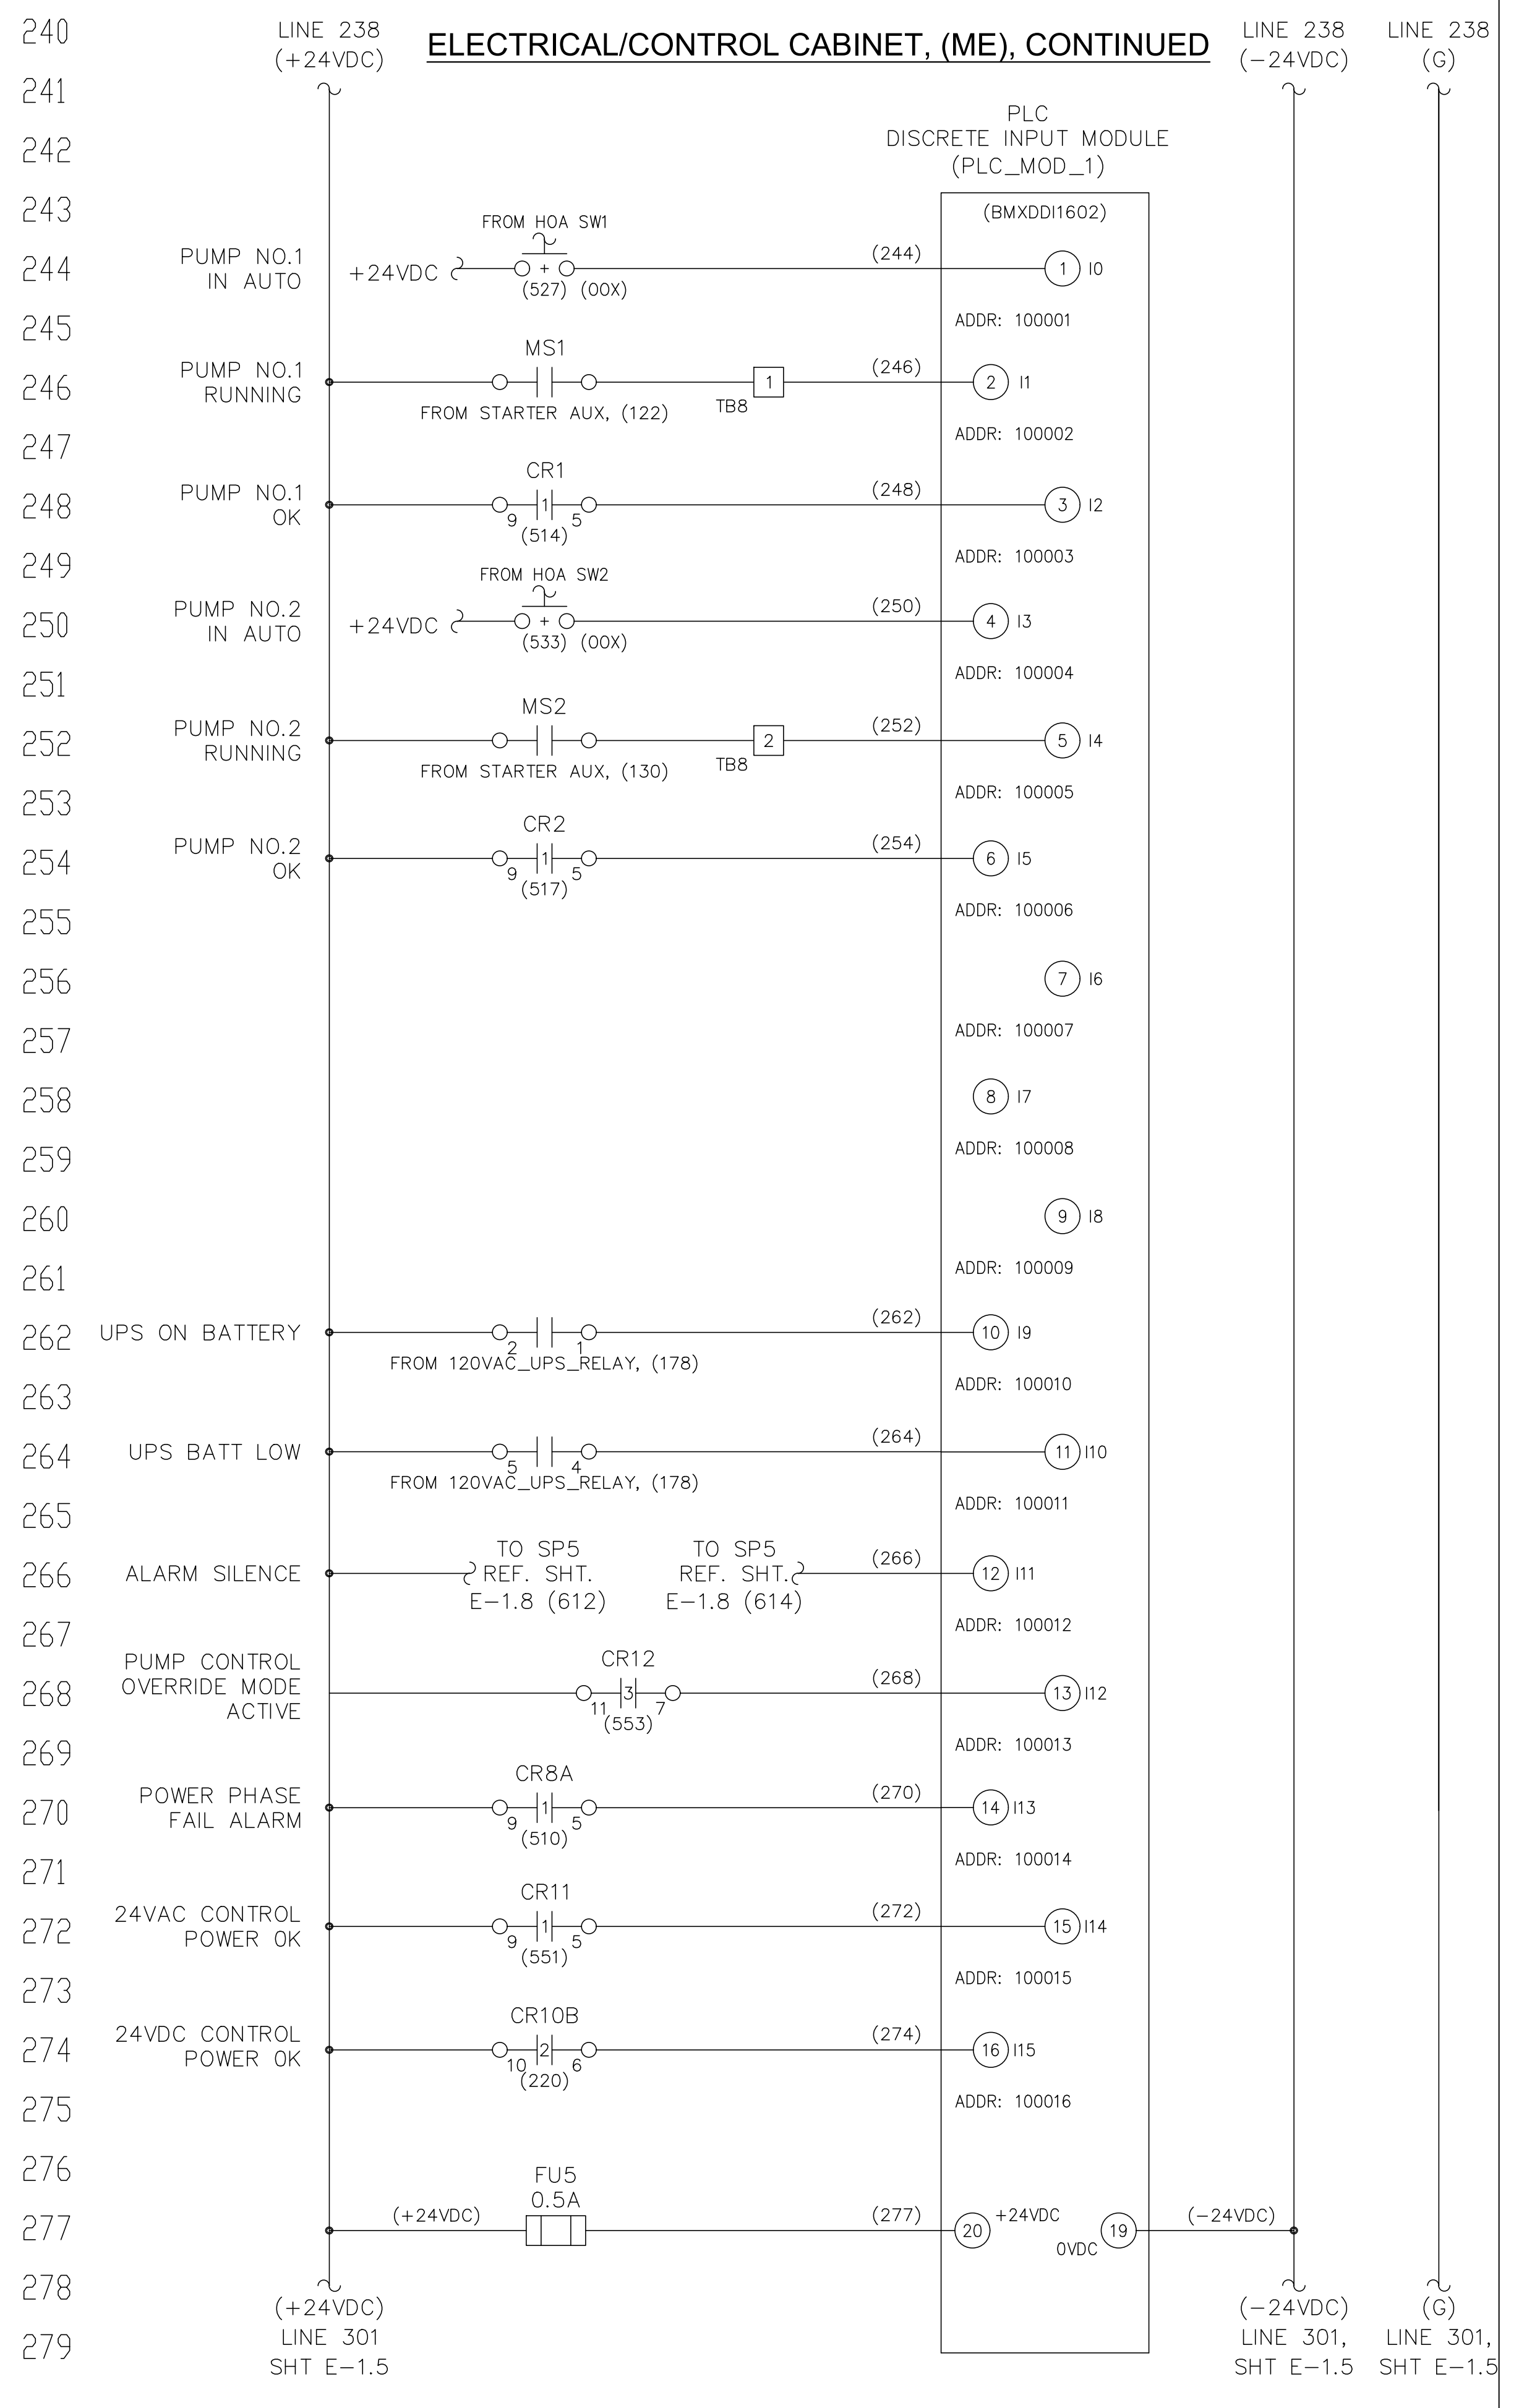 240
LINE 238
(+24VDC)
ELECTRICAL/CONTROL CABINET, (ME), CONTINUED
LINE 238
(−24VDC)
LINE 238
(G)
241
PLC
DISCRETE INPUT MODULE
(PLC_MOD_1)
242
243
(BMXDDI1602)
FROM HOA SW1
244
PUMP NO.1
IN AUTO
+24VDC
+
(527) (00X)
(244)
1 I0
245
ADDR: 100001
246
PUMP NO.1
RUNNING
MS1
FROM STARTER AUX, (122)
1
TB8
(246)
2 I1
247
ADDR: 100002
248
PUMP NO.1
OK
CR1
1
9 5
(514)
(248)
3 I2
249
ADDR: 100003
FROM HOA SW2
250
PUMP NO.2
IN AUTO
+24VDC
+
(533) (00X)
(250)
4 I3
251
ADDR: 100004
252
PUMP NO.2
RUNNING
MS2
FROM STARTER AUX, (130)
2
TB8
(252)
5 I4
253
ADDR: 100005
254
PUMP NO.2
OK
CR2
1
9 5
(517)
(254)
6 I5
255
ADDR: 100006
256
7 I6
257
ADDR: 100007
258
8 I7
259
ADDR: 100008
260
9 I8
261
ADDR: 100009
262
UPS ON BATTERY
2 1
FROM 120VAC_UPS_RELAY, (178)
(262)
10 I9
263
ADDR: 100010
264
UPS BATT LOW
5 4
FROM 120VAC_UPS_RELAY, (178)
(264)
11 I10
265
ADDR: 100011
266
ALARM SILENCE
TO SP5
REF. SHT.
E−1.8 (612)
TO SP5
REF. SHT.
E−1.8 (614)
(266)
12 I11
267
ADDR: 100012
268
PUMP CONTROL
OVERRIDE MODE
ACTIVE
CR12
3
11 7
(553)
(268)
13 I12
269
ADDR: 100013
270
POWER PHASE
FAIL ALARM
CR8A
1
9 5
(510)
(270)
14 I13
271
ADDR: 100014
272
24VAC CONTROL
POWER OK
CR11
1
9 5
(551)
(272)
15 I14
273
ADDR: 100015
274
24VDC CONTROL
POWER OK
CR10B
2
10 6
(220)
(274)
16 I15
275
ADDR: 100016
276
277
(+24VDC)
FU5
0.5A
(277)
20 +24VDC
0VDC 19
(−24VDC)
278
(+24VDC)
LINE 301
SHT E−1.5
(−24VDC)
LINE 301,
SHT E−1.5
(G)
LINE 301,
SHT E−1.5
279